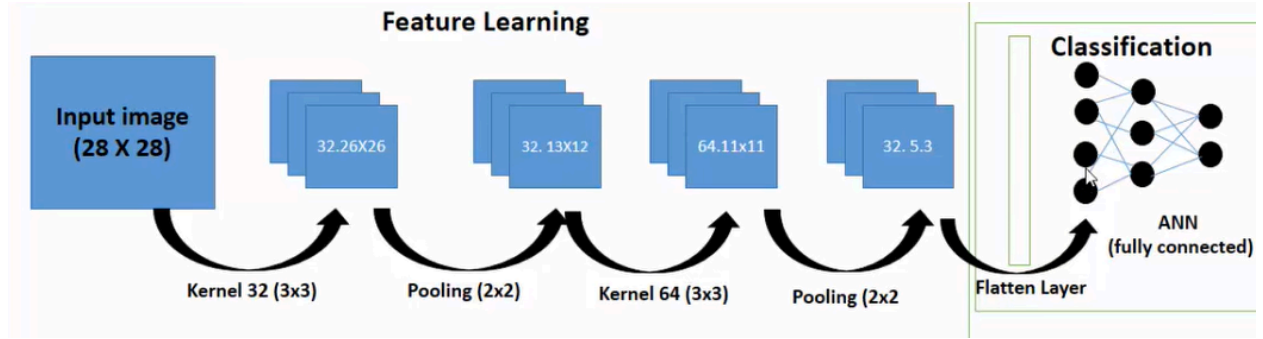 Feature Learning
Classification
Input image
(28 X 28)
32.26X26
32. 13X12
64.11x11
32. 5.3
ANN
(fully connected)
Kernel 32 (3x3)
Pooling (2x2)
Kernel 64 (3x3)
Pooling (2x2
Flatten Layer